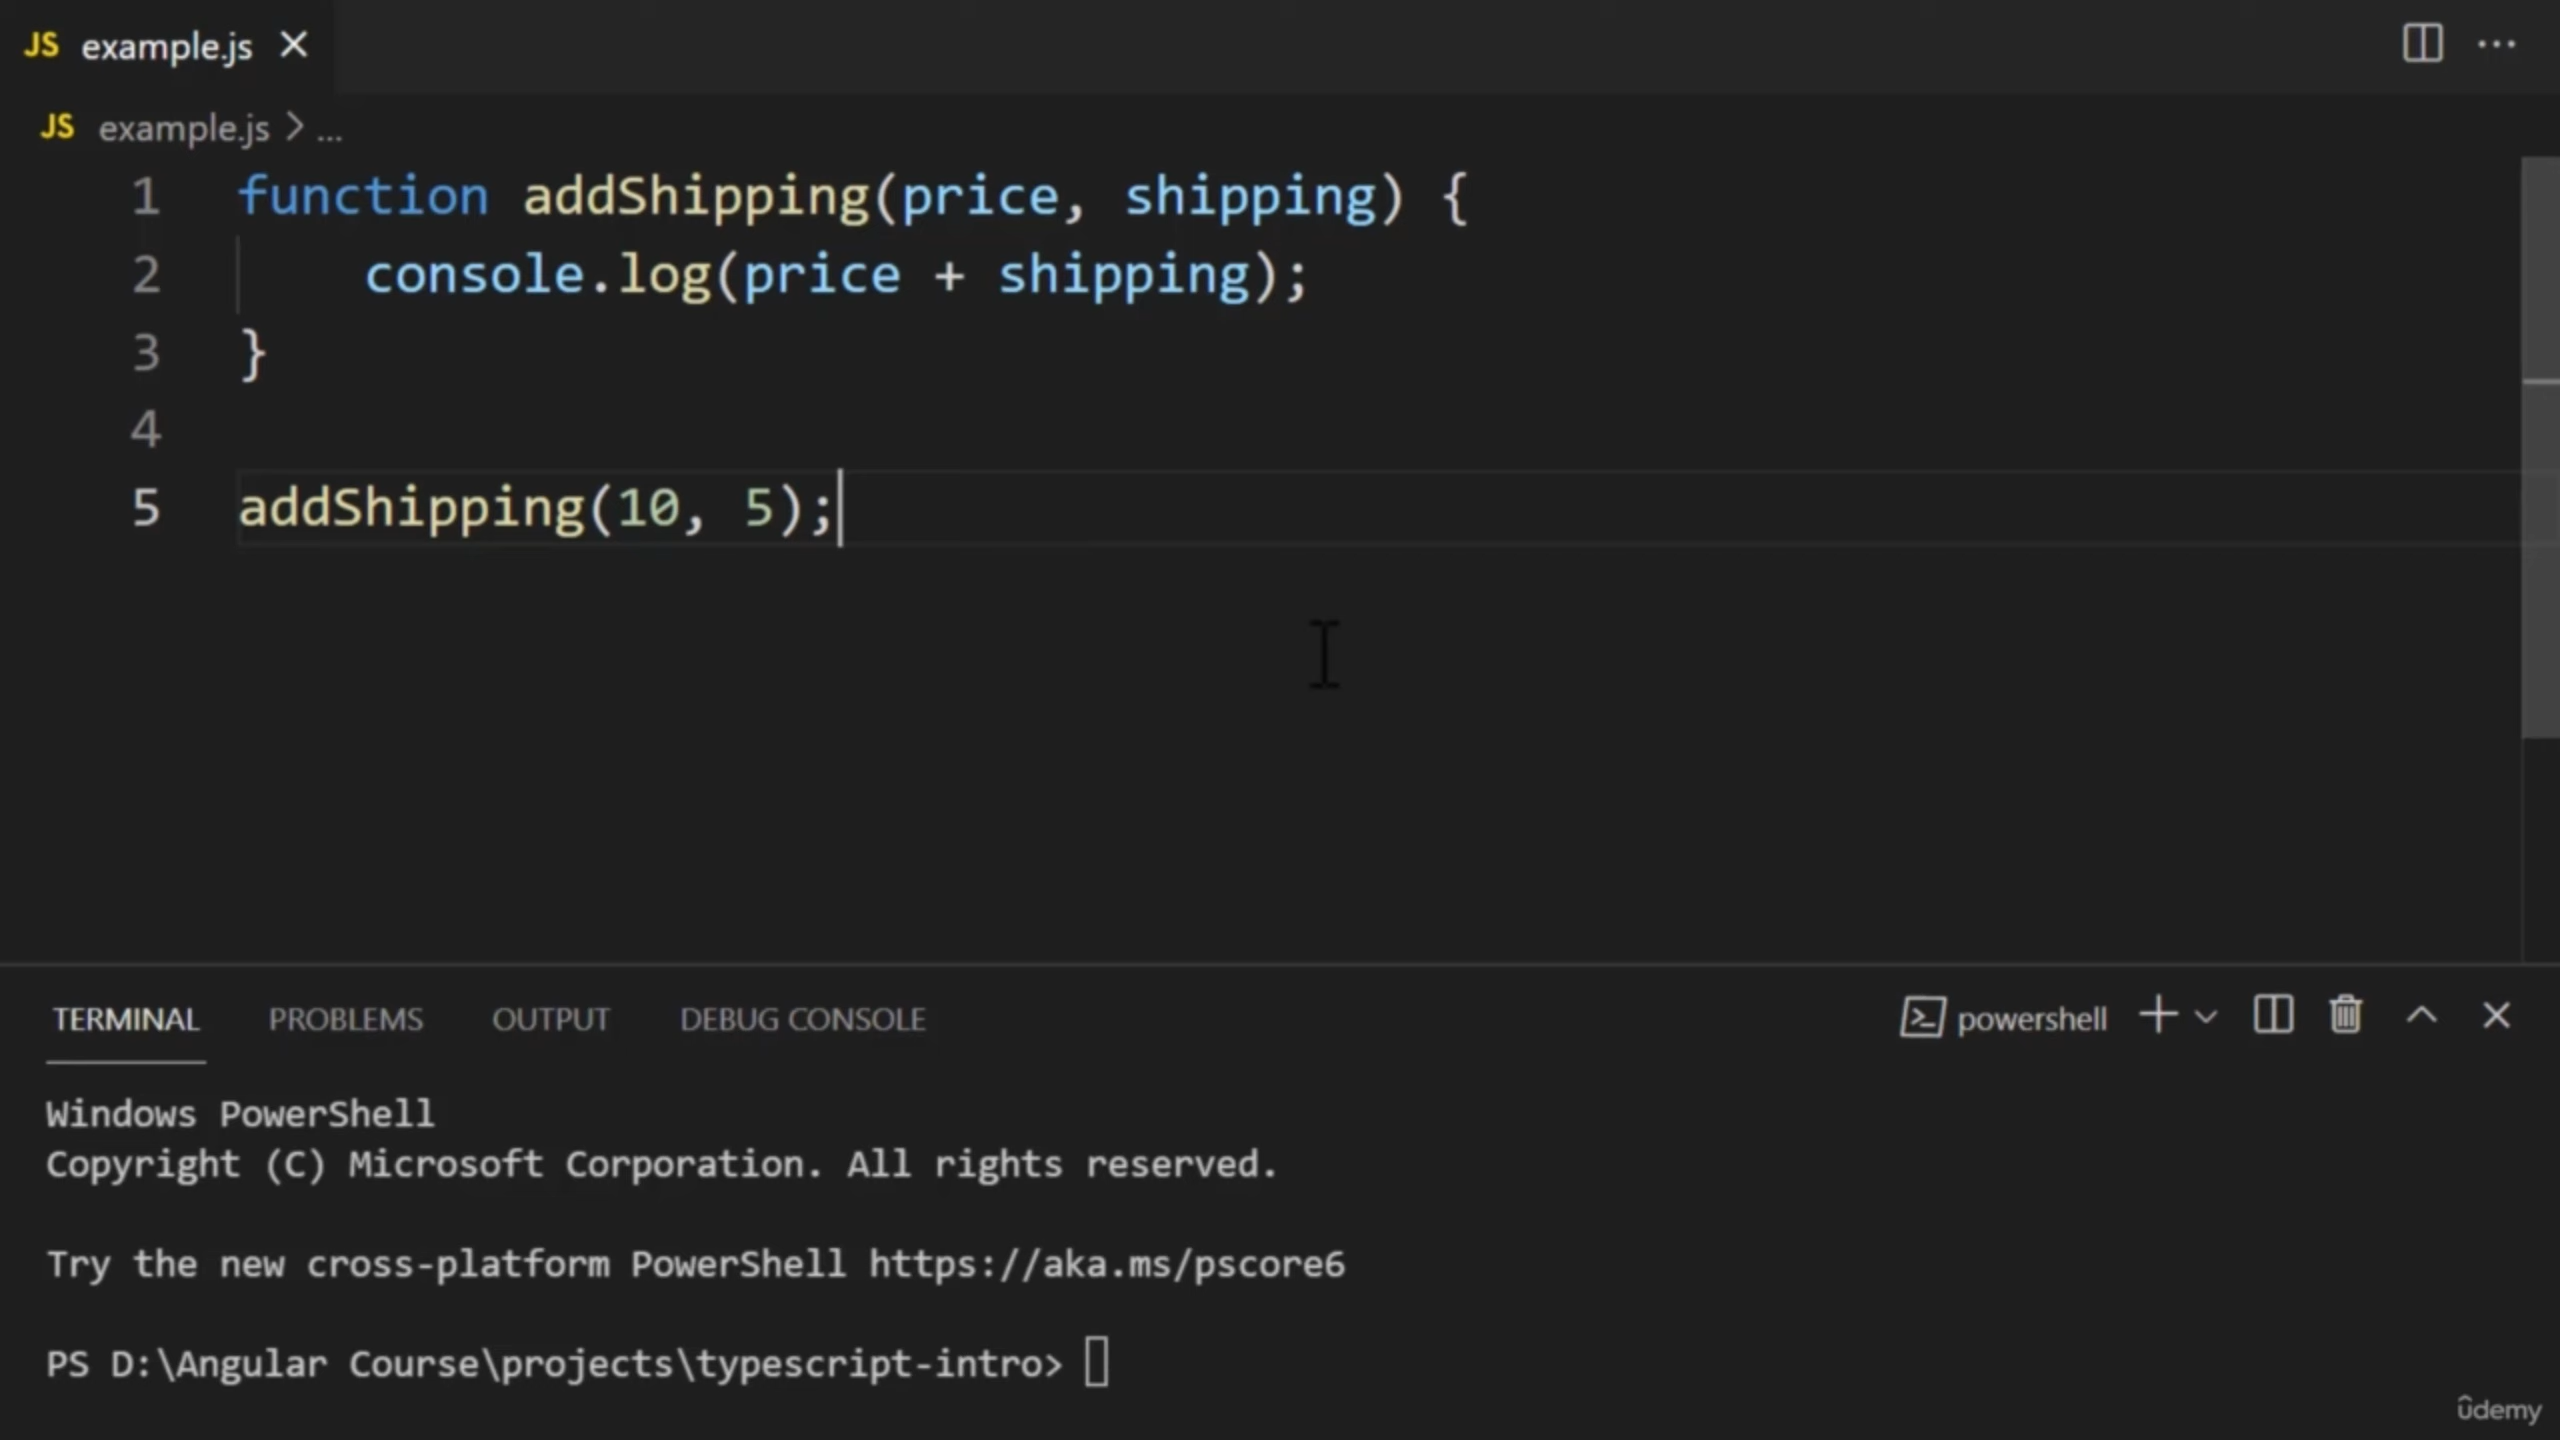 JS example.js
JS example.js > ...
1 function addShipping(price, shipping) {
2 console.log(price + shipping);
3 }
4
5 addShipping(10, 5);
TERMINAL PROBLEMS OUTPUT DEBUG CONSOLE powershell
Windows PowerShell
Copyright (C) Microsoft Corporation. All rights reserved.
Try the new cross-platform PowerShell https://aka.ms/pscore6
PS D:\Angular Course\projects\typescript-intro>
ûdemy